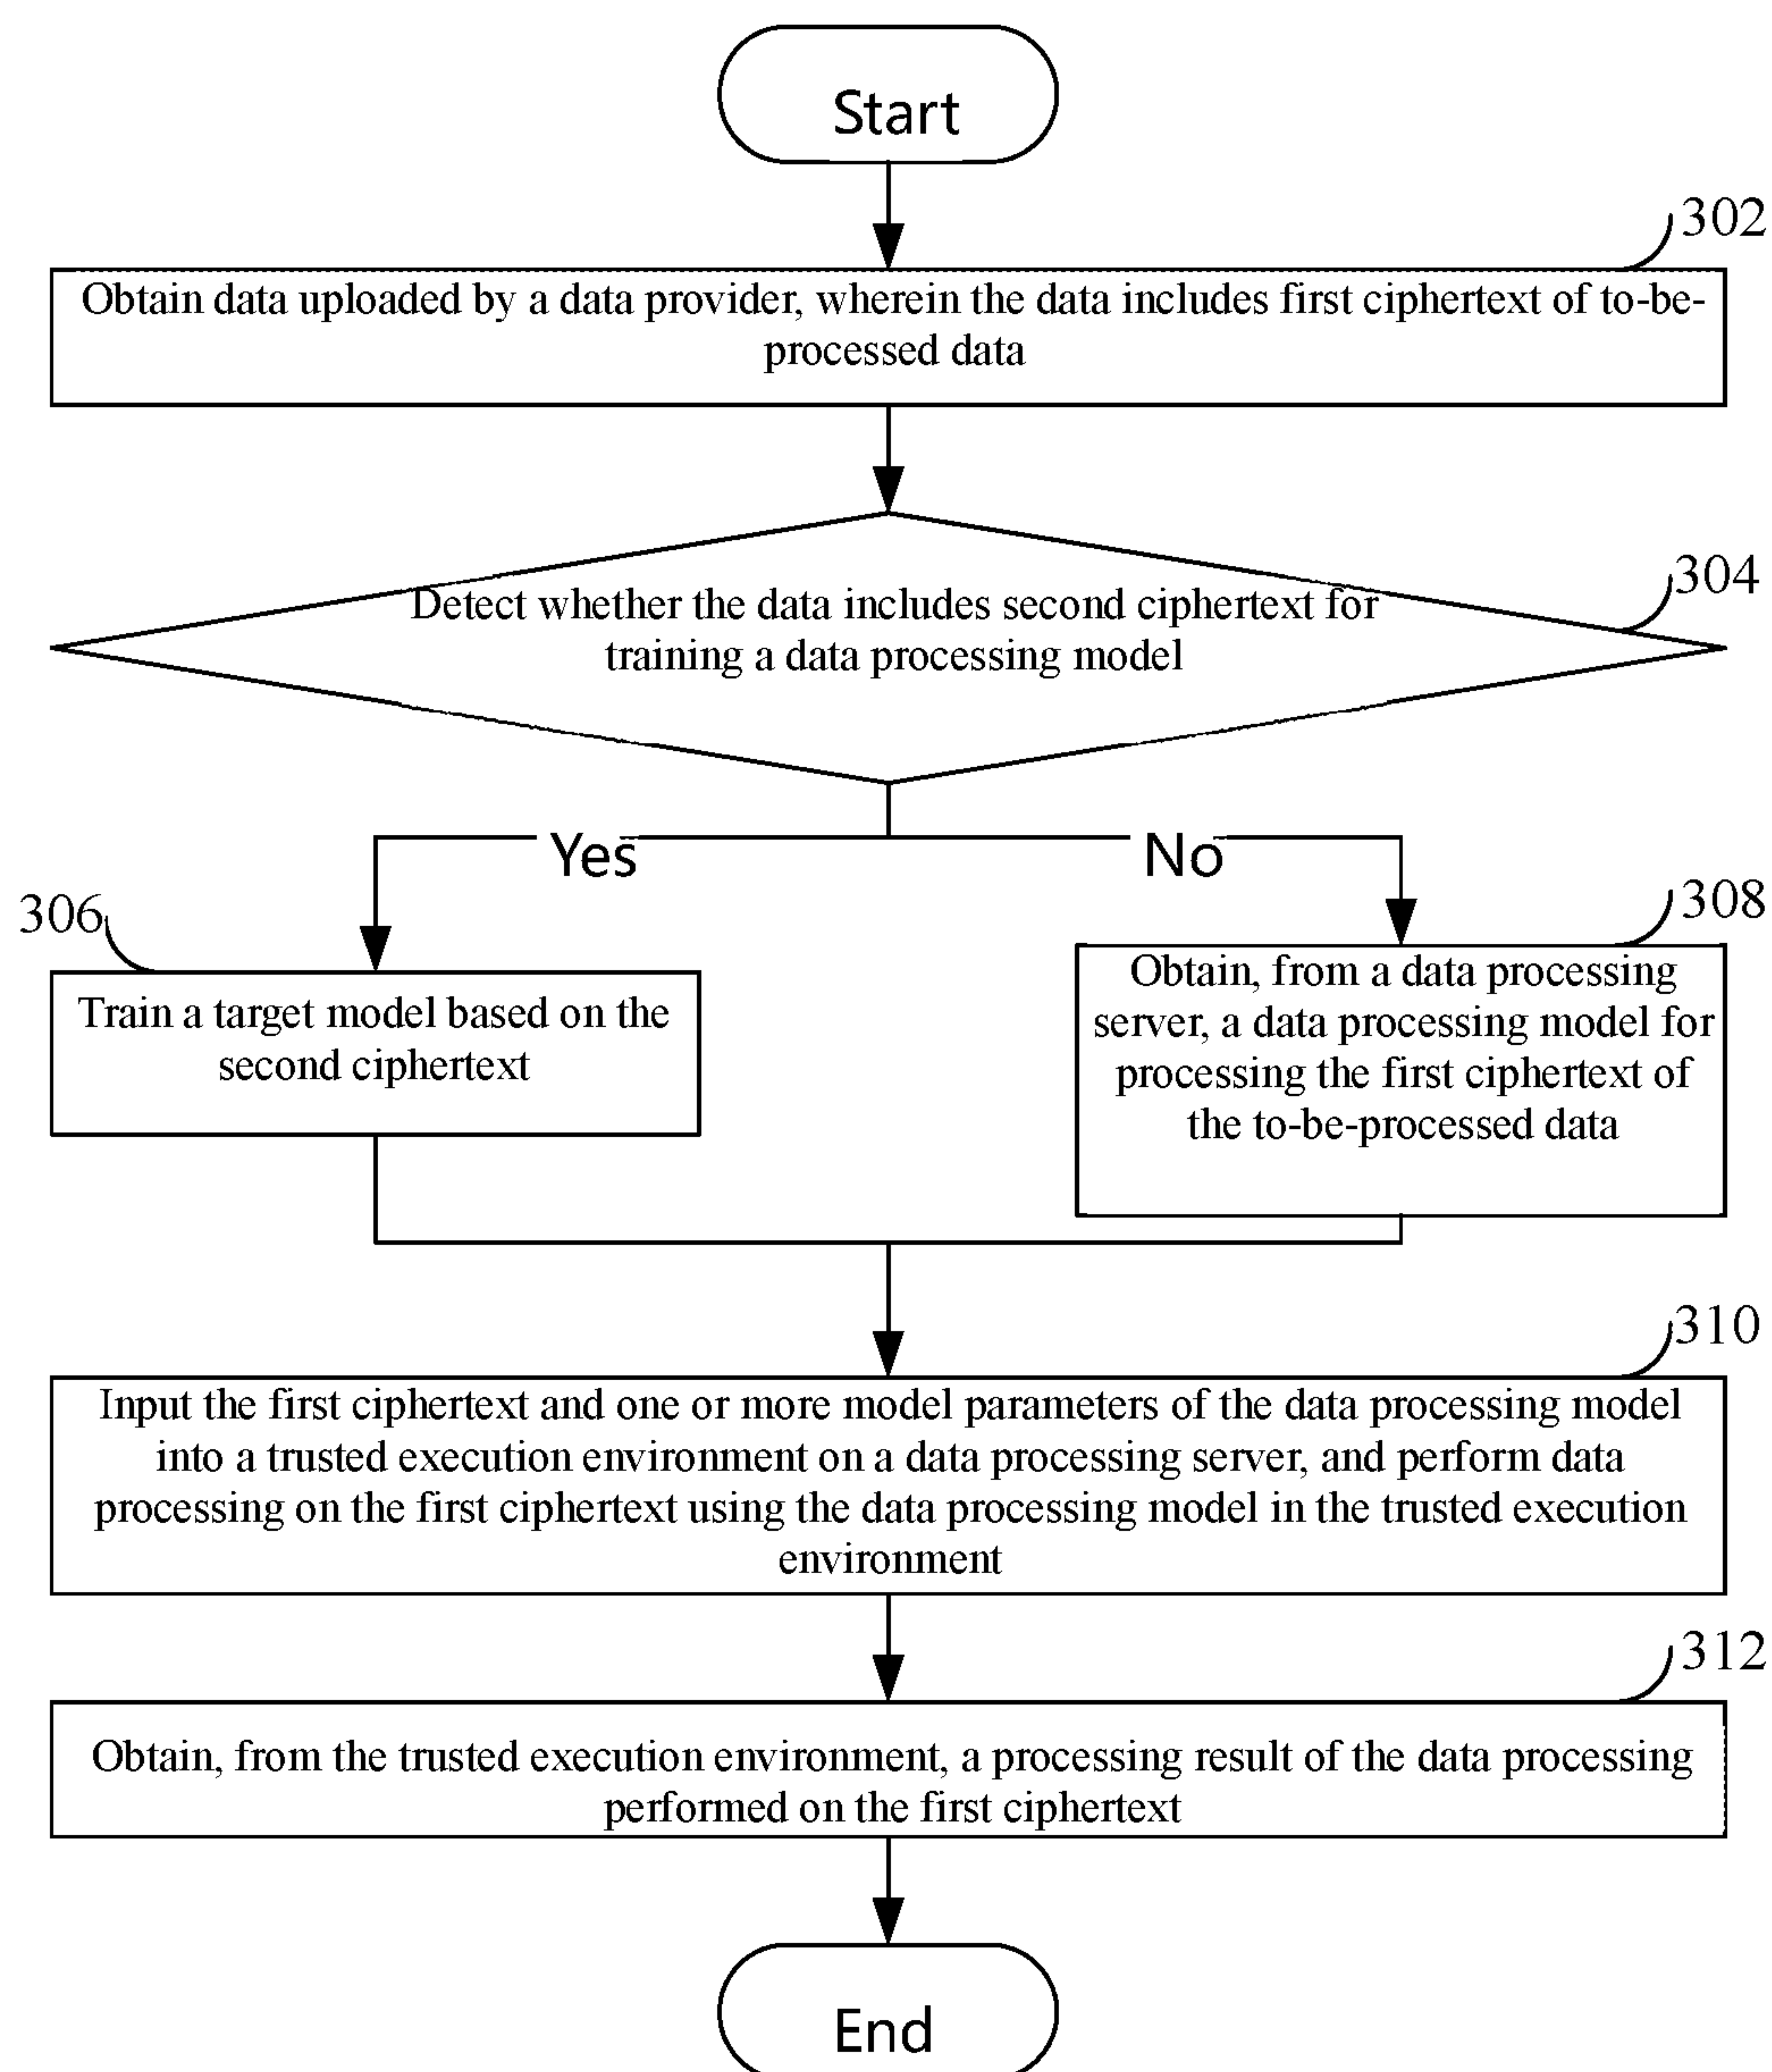 Start
302
Obtain data uploaded by a data provider, wherein the data includes first ciphertext of to-be-
processed data
304
Detect whether the data includes second ciphertext for
training a data processing model
Yes
No
306
308
Train a target model based on the
second ciphertext
Obtain, from a data processing
server, a data processing model for
processing the first ciphertext of
the to-be-processed data
310
Input the first ciphertext and one or more model parameters of the data processing model
into a trusted execution environment on a data processing server, and perform data
processing on the first ciphertext using the data processing model in the trusted execution
environment
312
Obtain, from the trusted execution environment, a processing result of the data processing
performed on the first ciphertext
End